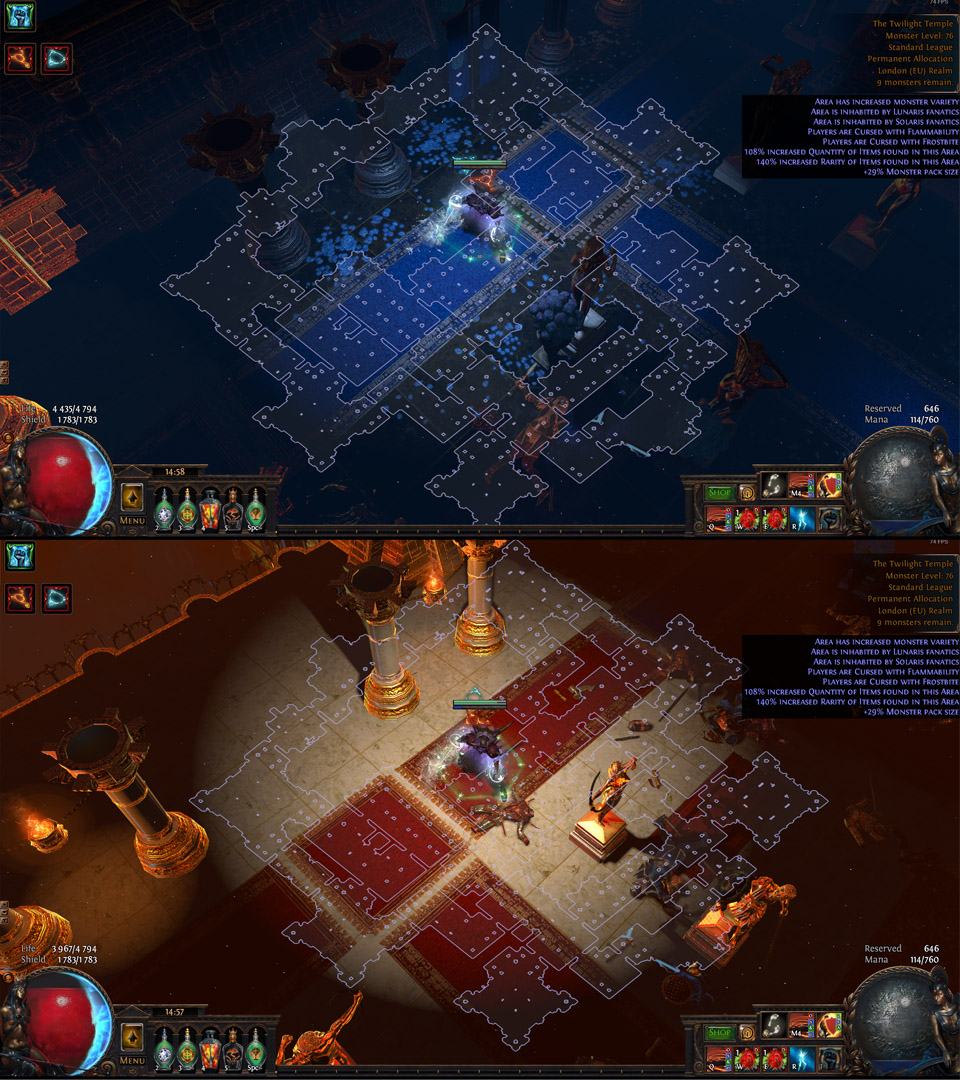 74 FPS
The Twilight Temple
Monster Level: 76
Standard League
Permanent Allocation
London (EU) Realm
9 monsters remain.
Area has increased monster variety
Area is inhabited by Lunaris fanatics
Area is inhabited by Solaris fanatics
Players are Cursed with Flammability
Players are Cursed with Frostbite
108% increased Quantity of Items found in this Area
140% increased Rarity of Items found in this Area
+29% Monster pack size
Life 4 435/4 794
Shield 1 783/1 783
Reserved 646
Mana 114/760
14:58
Menu
Shop
M4
Q W E R
74 FPS
The Twilight Temple
Monster Level: 76
Standard League
Permanent Allocation
London (EU) Realm
9 monsters remain.
Area has increased monster variety
Area is inhabited by Lunaris fanatics
Area is inhabited by Solaris fanatics
Players are Cursed with Flammability
Players are Cursed with Frostbite
108% increased Quantity of Items found in this Area
140% increased Rarity of Items found in this Area
+29% Monster pack size
Life 3 967/4 794
Shield 1 783/1 783
Reserved 646
Mana 114/760
14:57
Menu
Shop
M4
Q W E R